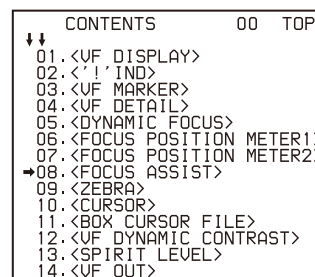 CONTENTS 00 TOP
01.<VF DISPLAY>
02.<'!'IND>
03.<VF MARKER>
04.<VF DETAIL>
05.<DYNAMIC FOCUS>
06.<FOCUS POSITION METER1>
07.<FOCUS POSITION METER2>
08.<FOCUS ASSIST>
09.<ZEBRA>
10.<CURSOR>
11.<BOX CURSOR FILE>
12.<VF DYNAMIC CONTRAST>
13.<SPIRIT LEVEL>
14.<VF OUT>